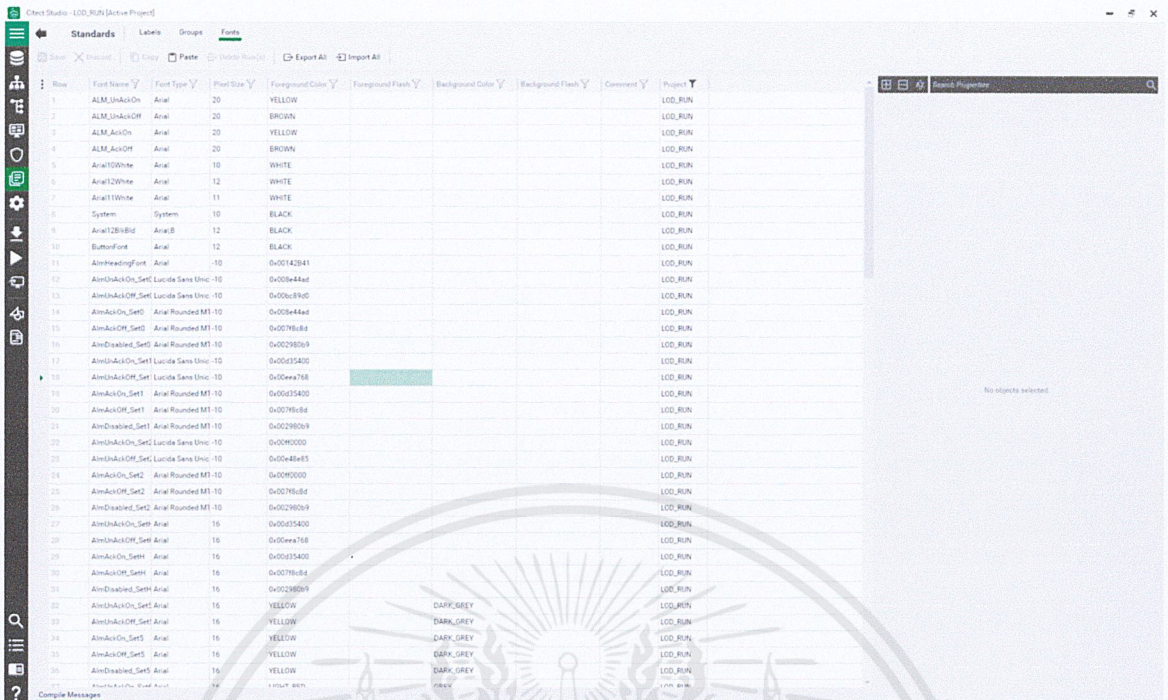 Citect Studio - LOD_RUN [Active Project]
Standards Labels Groups Fonts
Save Discard Copy Paste Delete Row(s) Export All Import All
Row Font Name Font Type Pixel Size Foreground Color Foreground Flash Background Color Background Flash Comment Project Search Properties
1 ALM_UnAckOn Arial 20 YELLOW LOD_RUN
2 ALM_UnAckOff Arial 20 BROWN LOD_RUN
3 ALM_AckOn Arial 20 YELLOW LOD_RUN
4 ALM_AckOff Arial 20 BROWN LOD_RUN
5 Arial10White Arial 10 WHITE LOD_RUN
6 Arial12White Arial 12 WHITE LOD_RUN
7 Arial11White Arial 11 WHITE LOD_RUN
8 System System 10 BLACK LOD_RUN
9 Arial12BlkBld Arial,B 12 BLACK LOD_RUN
10 ButtonFont Arial 12 BLACK LOD_RUN
11 AlmHeadingFont Arial -10 0x00142B41 LOD_RUN
12 AlmUnAckOn_Set0 Lucida Sans Unic -10 0x008e44ad LOD_RUN
13 AlmUnAckOff_Set0 Lucida Sans Unic -10 0x00bc89d0 LOD_RUN
14 AlmAckOn_Set0 Arial Rounded MT -10 0x008e44ad LOD_RUN
15 AlmAckOff_Set0 Arial Rounded MT -10 0x007f8c8d LOD_RUN
16 AlmDisabled_Set0 Arial Rounded MT -10 0x002980b9 LOD_RUN
17 AlmUnAckOn_Set1 Lucida Sans Unic -10 0x00d35400 LOD_RUN
18 AlmUnAckOff_Set Lucida Sans Unic -10 0x00eea768 LOD_RUN
19 AlmAckOn_Set1 Arial Rounded MT -10 0x00d35400 LOD_RUN
No objects selected.
20 AlmAckOff_Set1 Arial Rounded MT -10 0x007f8c8d LOD_RUN
21 AlmDisabled_Set1 Arial Rounded MT -10 0x002980b9 LOD_RUN
22 AlmUnAckOn_Set2 Lucida Sans Unic -10 0x00ff0000 LOD_RUN
23 AlmUnAckOff_Set2 Lucida Sans Unic -10 0x00e48e85 LOD_RUN
24 AlmAckOn_Set2 Arial Rounded MT -10 0x00ff0000 LOD_RUN
25 AlmAckOff_Set2 Arial Rounded MT -10 0x007f8c8d LOD_RUN
26 AlmDisabled_Set2 Arial Rounded MT -10 0x002980b9 LOD_RUN
27 AlmUnAckOn_SetH Arial 16 0x00d35400 LOD_RUN
28 AlmUnAckOff_Set Arial 16 0x00eea768 LOD_RUN
29 AlmAckOn_SetH Arial 16 0x00d35400 LOD_RUN
30 AlmAckOff_SetH Arial 16 0x007f8c8d LOD_RUN
31 AlmDisabled_SetH Arial 16 0x002980b9 LOD_RUN
32 AlmUnAckOn_Set5 Arial 16 YELLOW DARK_GREY LOD_RUN
33 AlmUnAckOff_Set Arial 16 YELLOW DARK_GREY LOD_RUN
34 AlmAckOn_Set5 Arial 16 YELLOW DARK_GREY LOD_RUN
35 AlmAckOff_Set5 Arial 16 YELLOW DARK_GREY LOD_RUN
36 AlmDisabled_Set5 Arial 16 YELLOW DARK_GREY LOD_RUN
Compile Messages